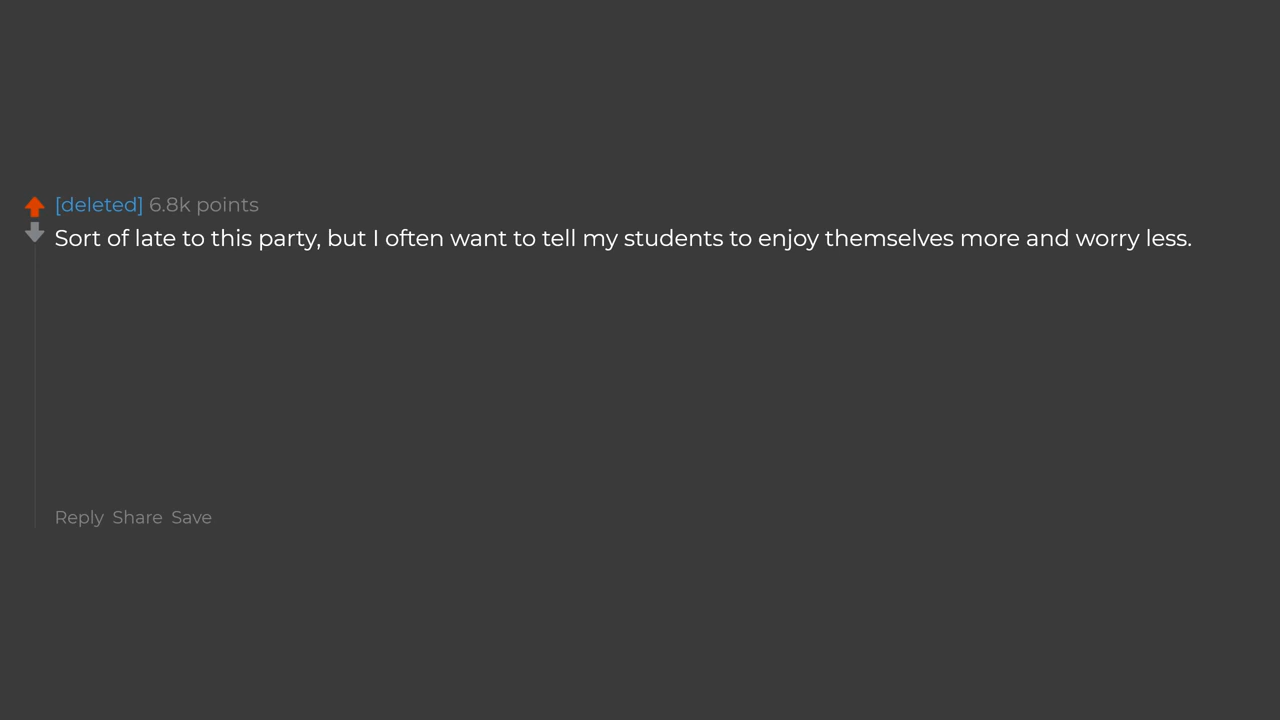 [deleted] 6.8k points
Sort of late to this party, but I often want to tell my students to enjoy themselves more and worry less.
Reply Share Save